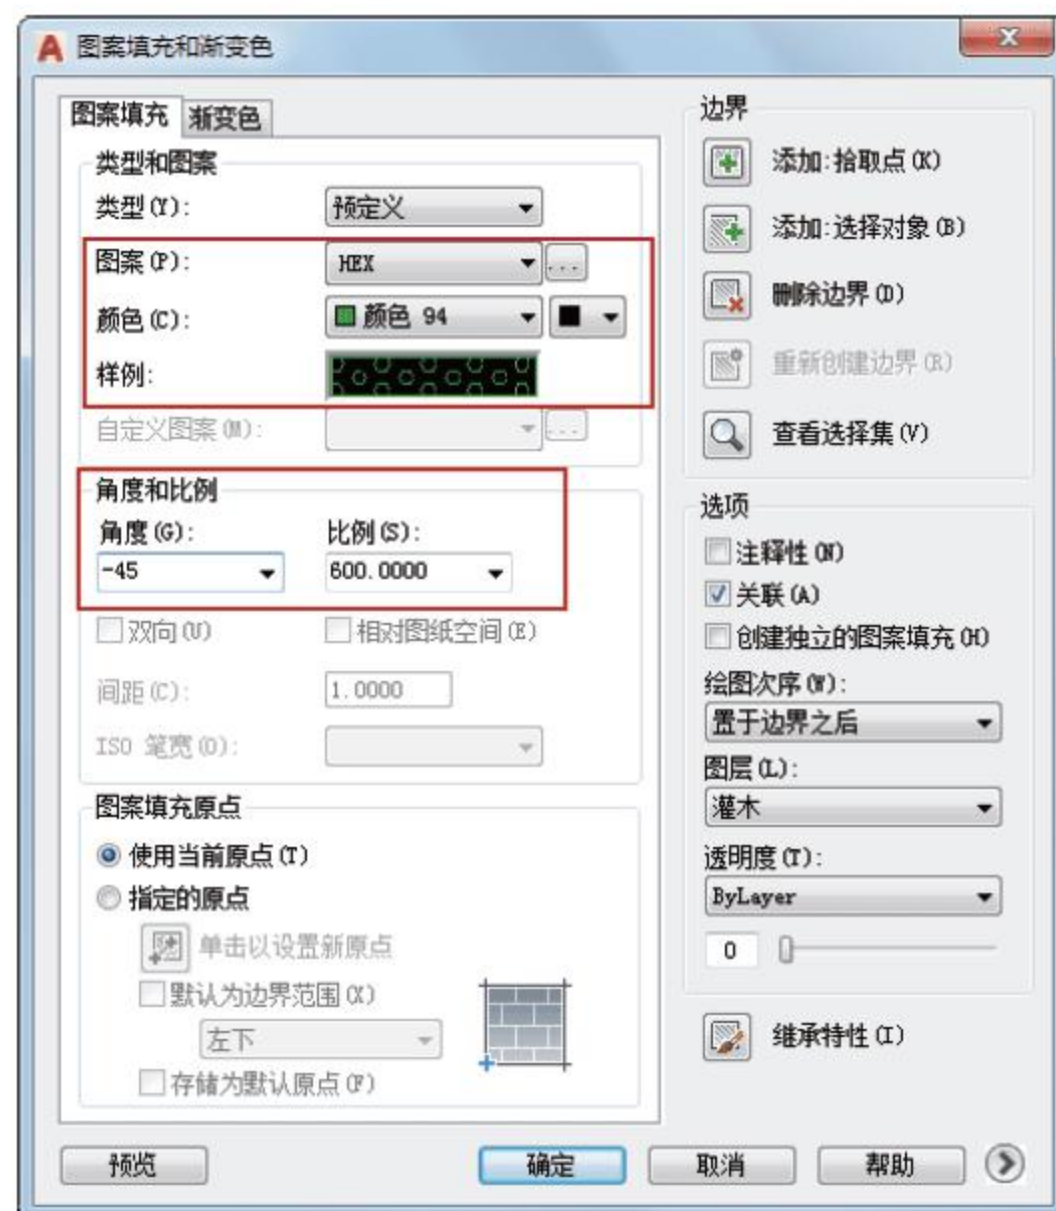 图案填充和渐变色
图案填充 渐变色
类型和图案
类型(Y): 预定义
图案(P): HEX ...
颜色(C): 颜色 94
样例:
自定义图案(M): ...
角度和比例
角度(G): 比例(S):
-45 600.0000
双向(U) 相对图纸空间(E)
间距(C): 1.0000
ISO 笔宽(O):
图案填充原点
使用当前原点(T)
指定的原点
单击以设置新原点
默认为边界范围(X)
左下
存储为默认原点(F)
边界
添加:拾取点(K)
添加:选择对象(B)
删除边界(D)
重新创建边界(R)
查看选择集(V)
选项
注释性(N)
关联(A)
创建独立的图案填充(H)
绘图次序(W):
置于边界之后
图层(L):
灌木
透明度(T):
ByLayer
0
继承特性(I)
预览 确定 取消 帮助